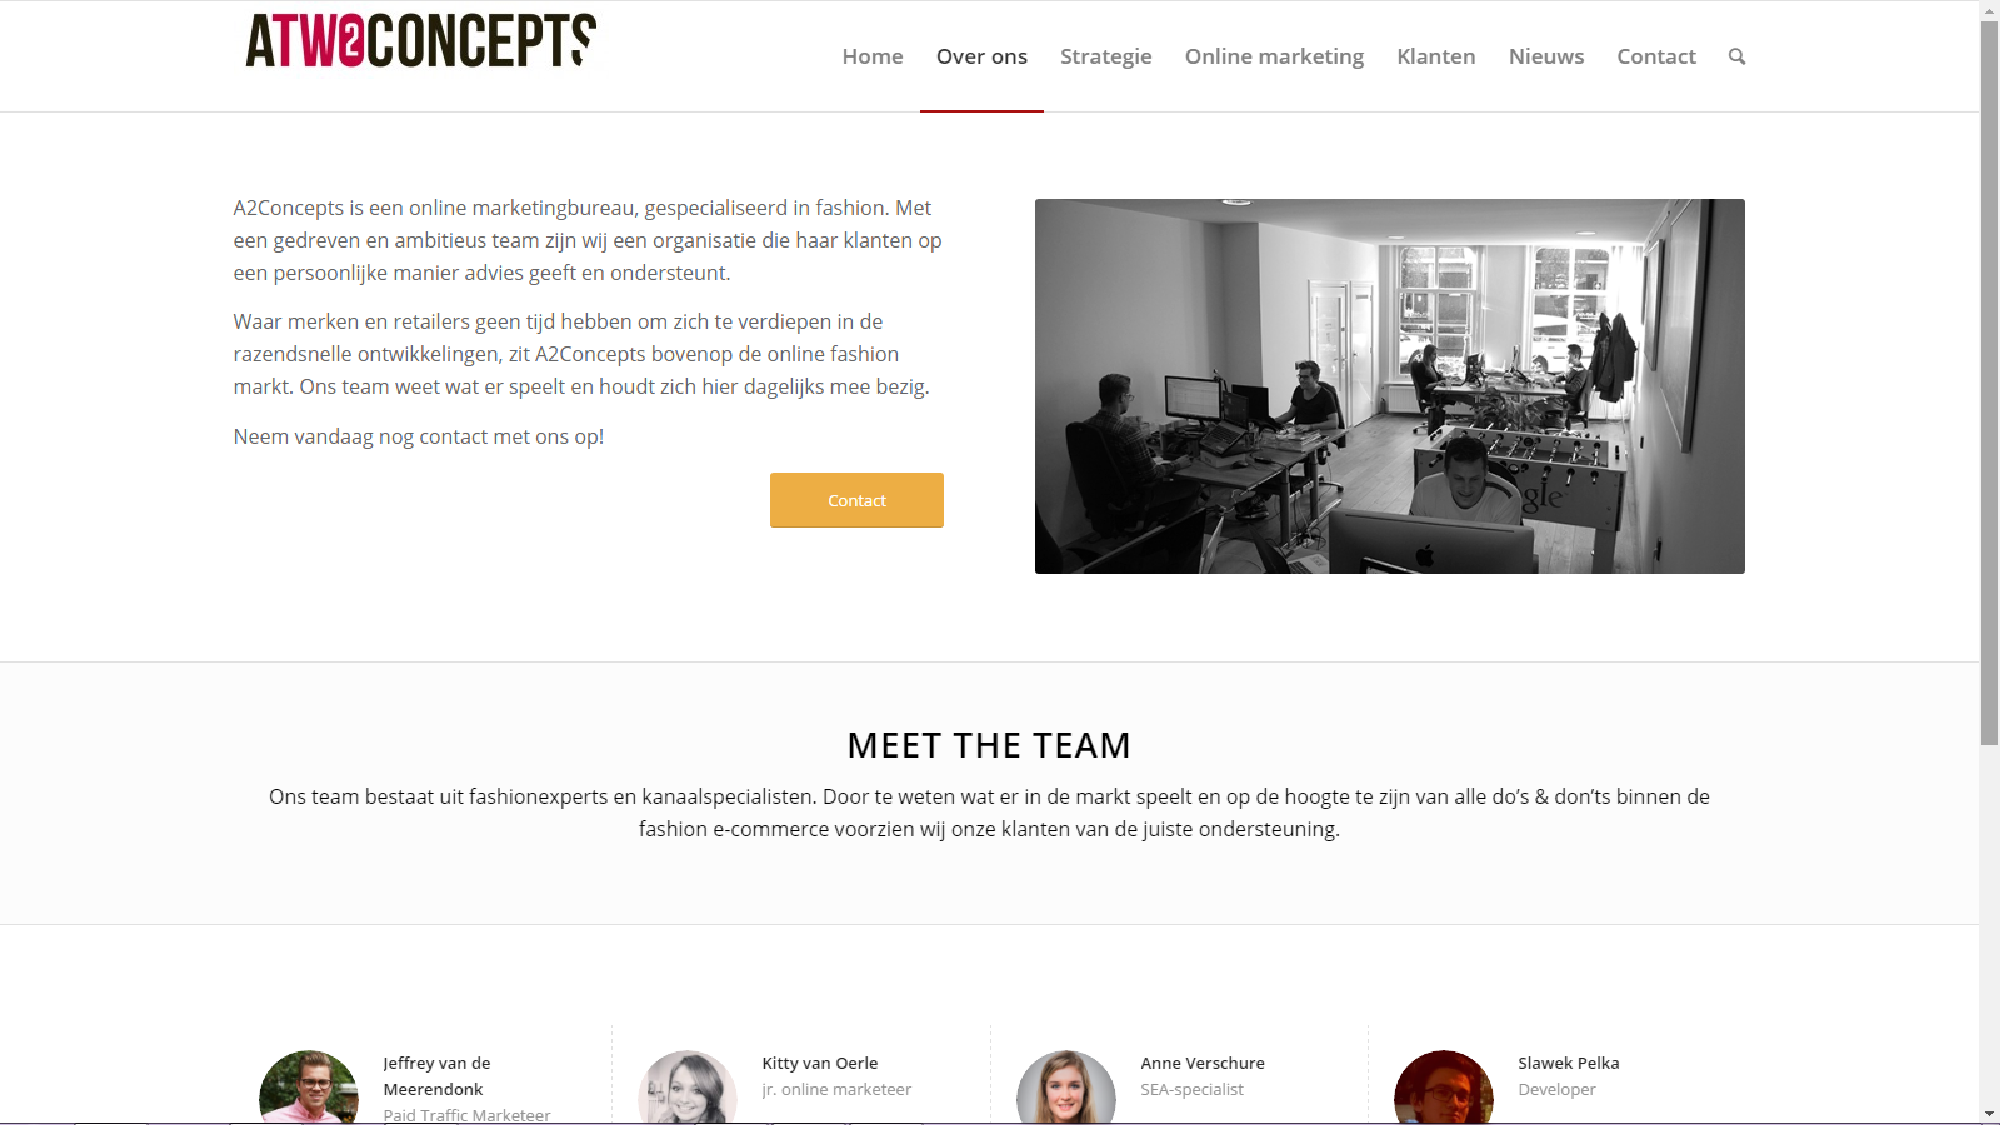 ATWO2CONCEPTS
Home Over ons Strategie Online marketing Klanten Nieuws Contact
A2Concepts is een online marketingbureau, gespecialiseerd in fashion. Met
een gedreven en ambitieus team zijn wij een organisatie die haar klanten op
een persoonlijke manier advies geeft en ondersteunt.
Waar merken en retailers geen tijd hebben om zich te verdiepen in de
razendsnelle ontwikkelingen, zit A2Concepts bovenop de online fashion
markt. Ons team weet wat er speelt en houdt zich hier dagelijks mee bezig.
Neem vandaag nog contact met ons op!
Contact
gle
MEET THE TEAM
Ons team bestaat uit fashionexperts en kanaalspecialisten. Door te weten wat er in de markt speelt en op de hoogte te zijn van alle do’s & don’ts binnen de
fashion e-commerce voorzien wij onze klanten van de juiste ondersteuning.
Jeffrey van de
Meerendonk
Paid Traffic Marketeer
Kitty van Oerle
jr. online marketeer
Anne Verschure
SEA-specialist
Slawek Pelka
Developer